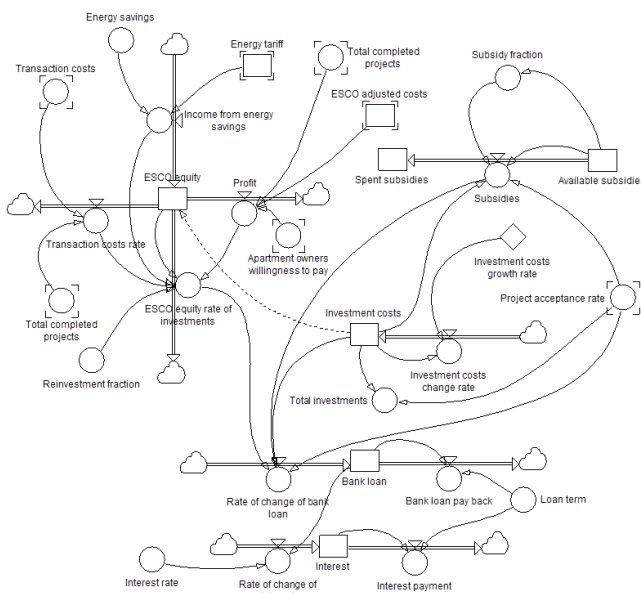 Energy savings
Transaction costs
Energy tariff
Total completed
projects
Subsidy fraction
ESCO adjusted costs
Income from energy
savings
ESCO equity
Profit
Spent subsidies
Available subsidie
Subsidies
Transaction costs rate
Apartment owners
willingness to pay
Investment costs
growth rate
Project acceptance rate
Total completed
projects
ESCO equity rate of
investments
Investment costs
Reinvestment fraction
Investment costs
change rate
Total investments
Bank loan
Rate of change of bank
loan
Bank loan pay back
Loan term
Interest
Interest rate
Rate of change of
Interest payment